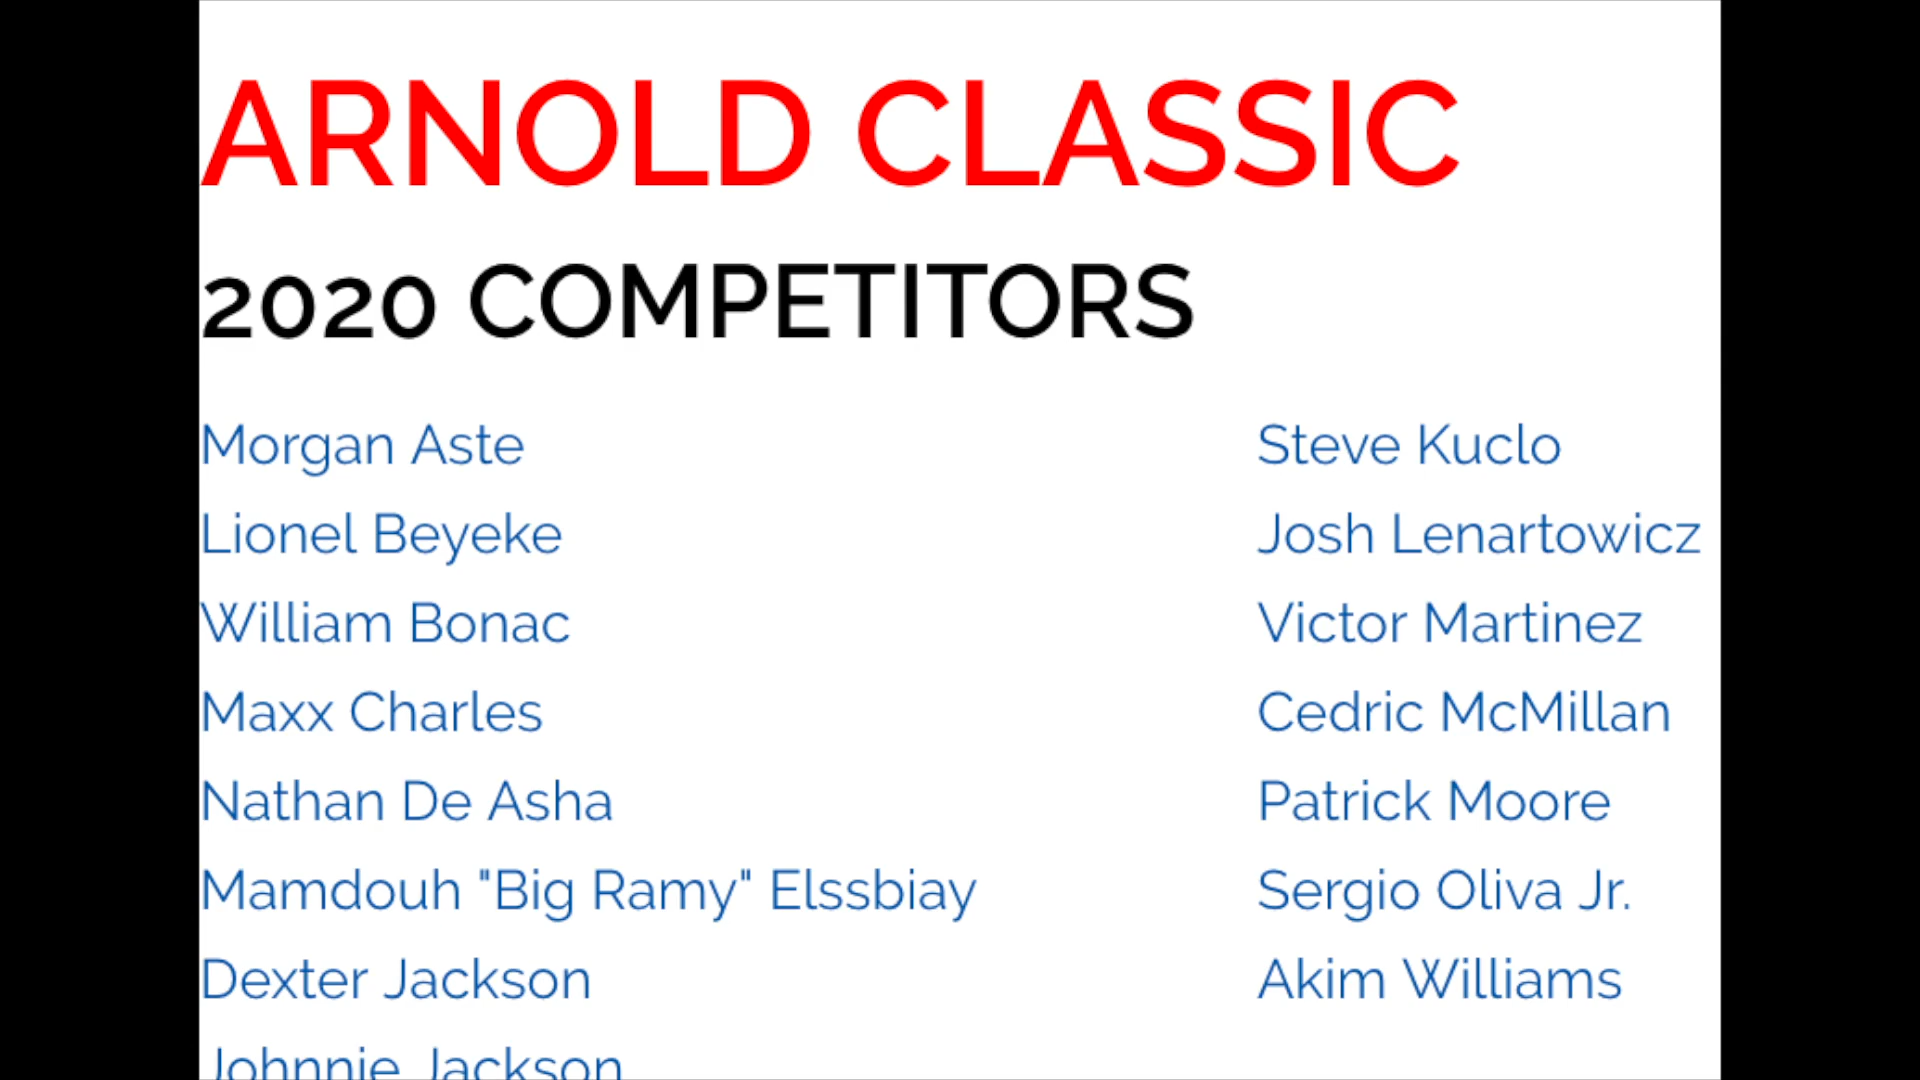 ARNOLD CLASSIC
2020 COMPETITORS
Morgan Aste
Lionel Beyeke
William Bonac
Maxx Charles
Nathan De Asha
Mamdouh "Big Ramy" Elssbiay
Dexter Jackson
Johnnie Jackson
Steve Kuclo
Josh Lenartowicz
Victor Martinez
Cedric McMillan
Patrick Moore
Sergio Oliva Jr.
Akim Williams